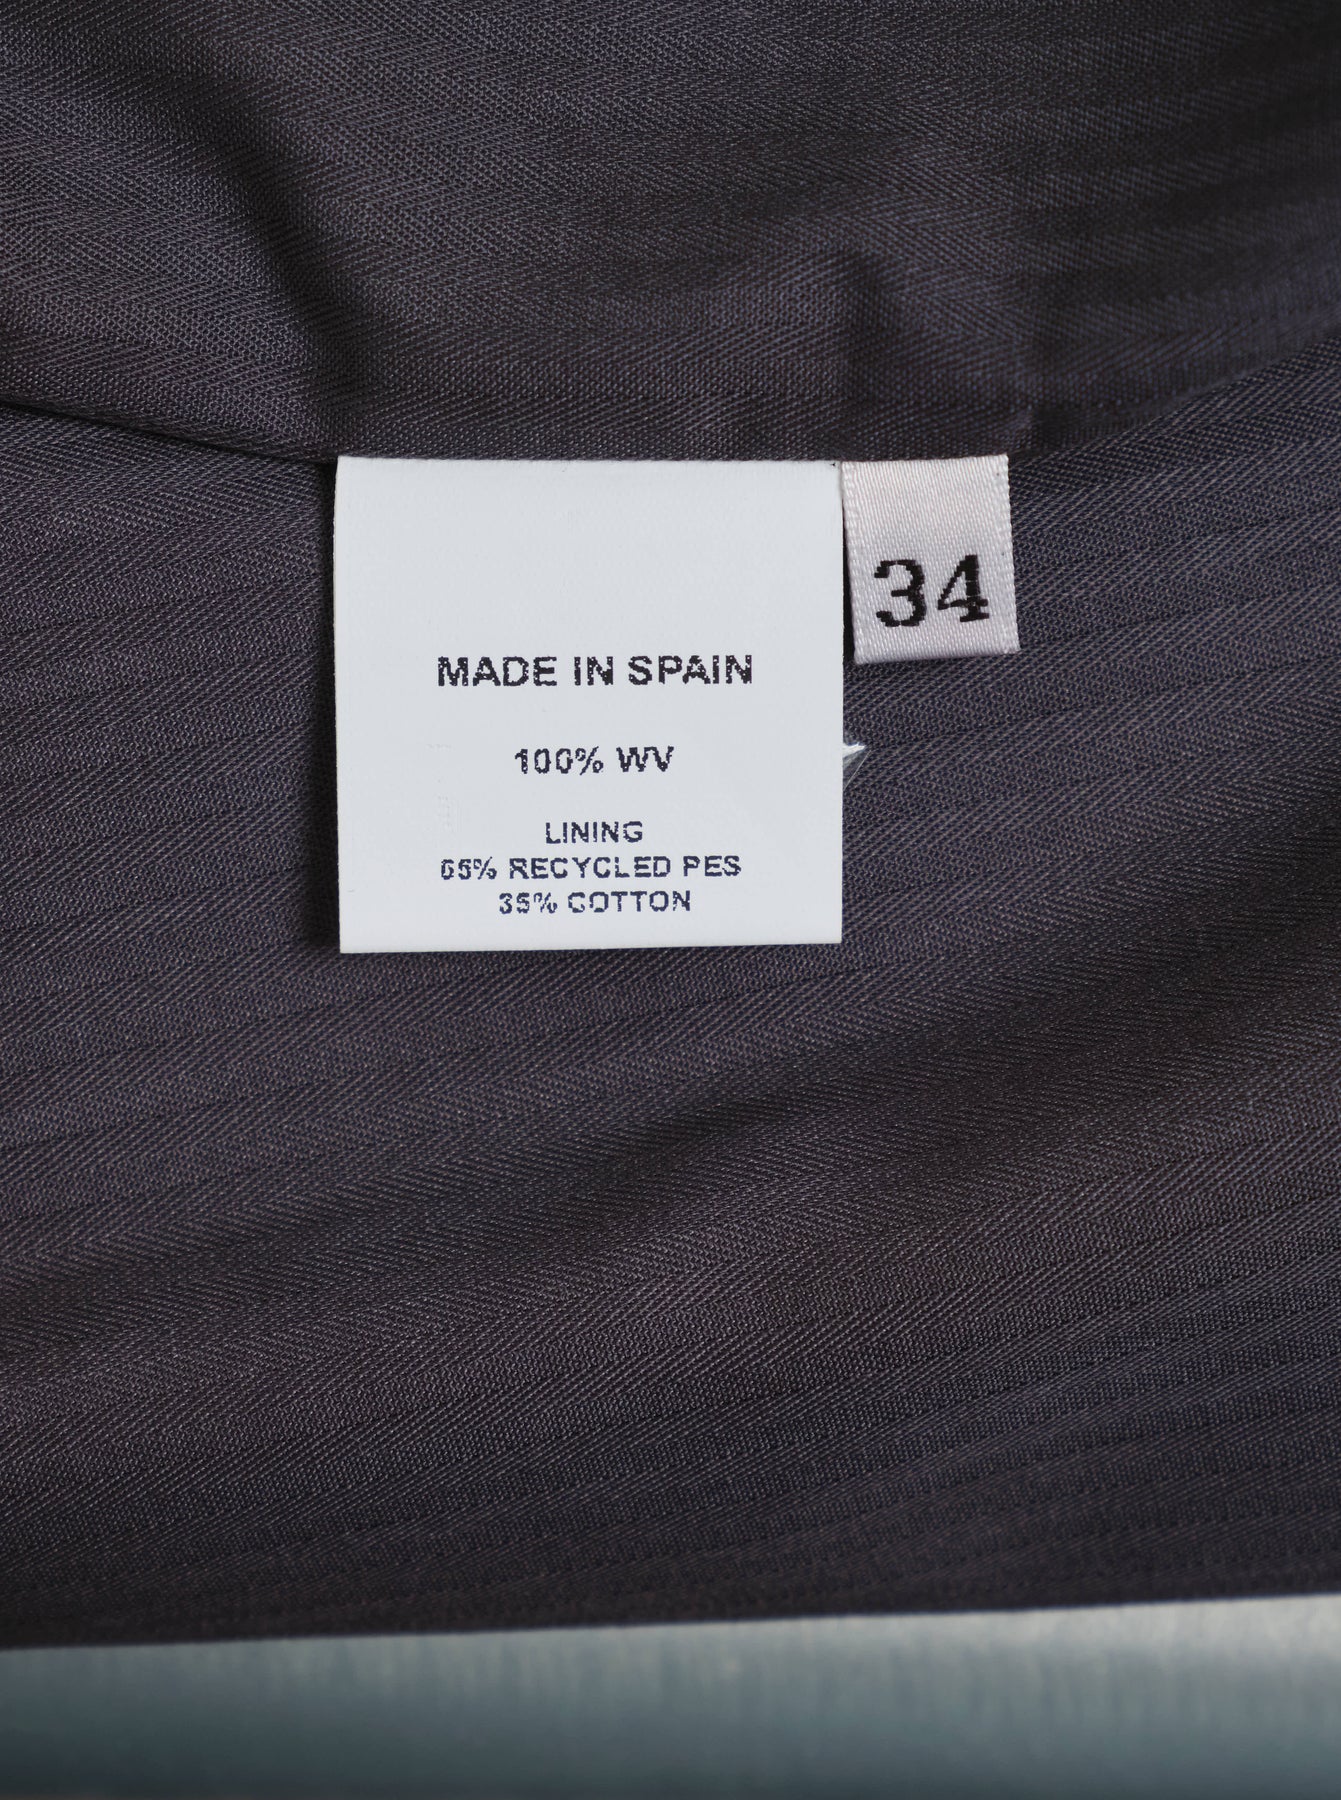 34
MADE IN SPAIN
100% WV
LINING
65% RECYCLED PES
35% COTTON